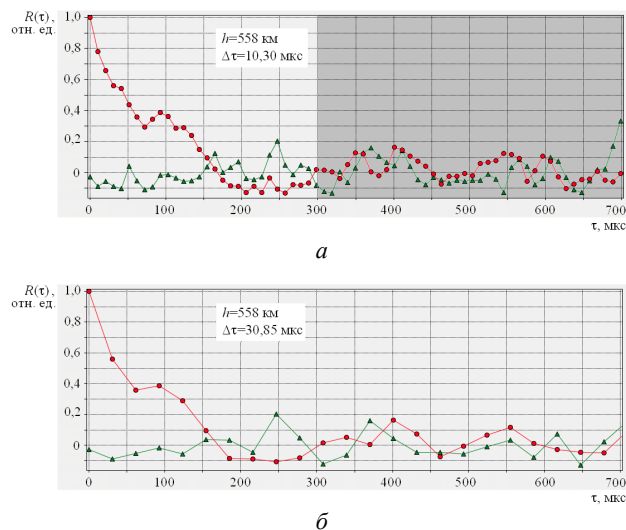 R(τ),
отн. ед.
1,0
0,8
0,6
0,4
0,2
0
h=558 км
Δτ=10,30 мкс
0 100 200 300 400 500 600 700
τ, мкс
а
R(τ),
отн. ед.
1,0
0,8
0,6
0,4
0,2
0
h=558 км
Δτ=30,85 мкс
0 100 200 300 400 500 600 700
τ, мкс
б